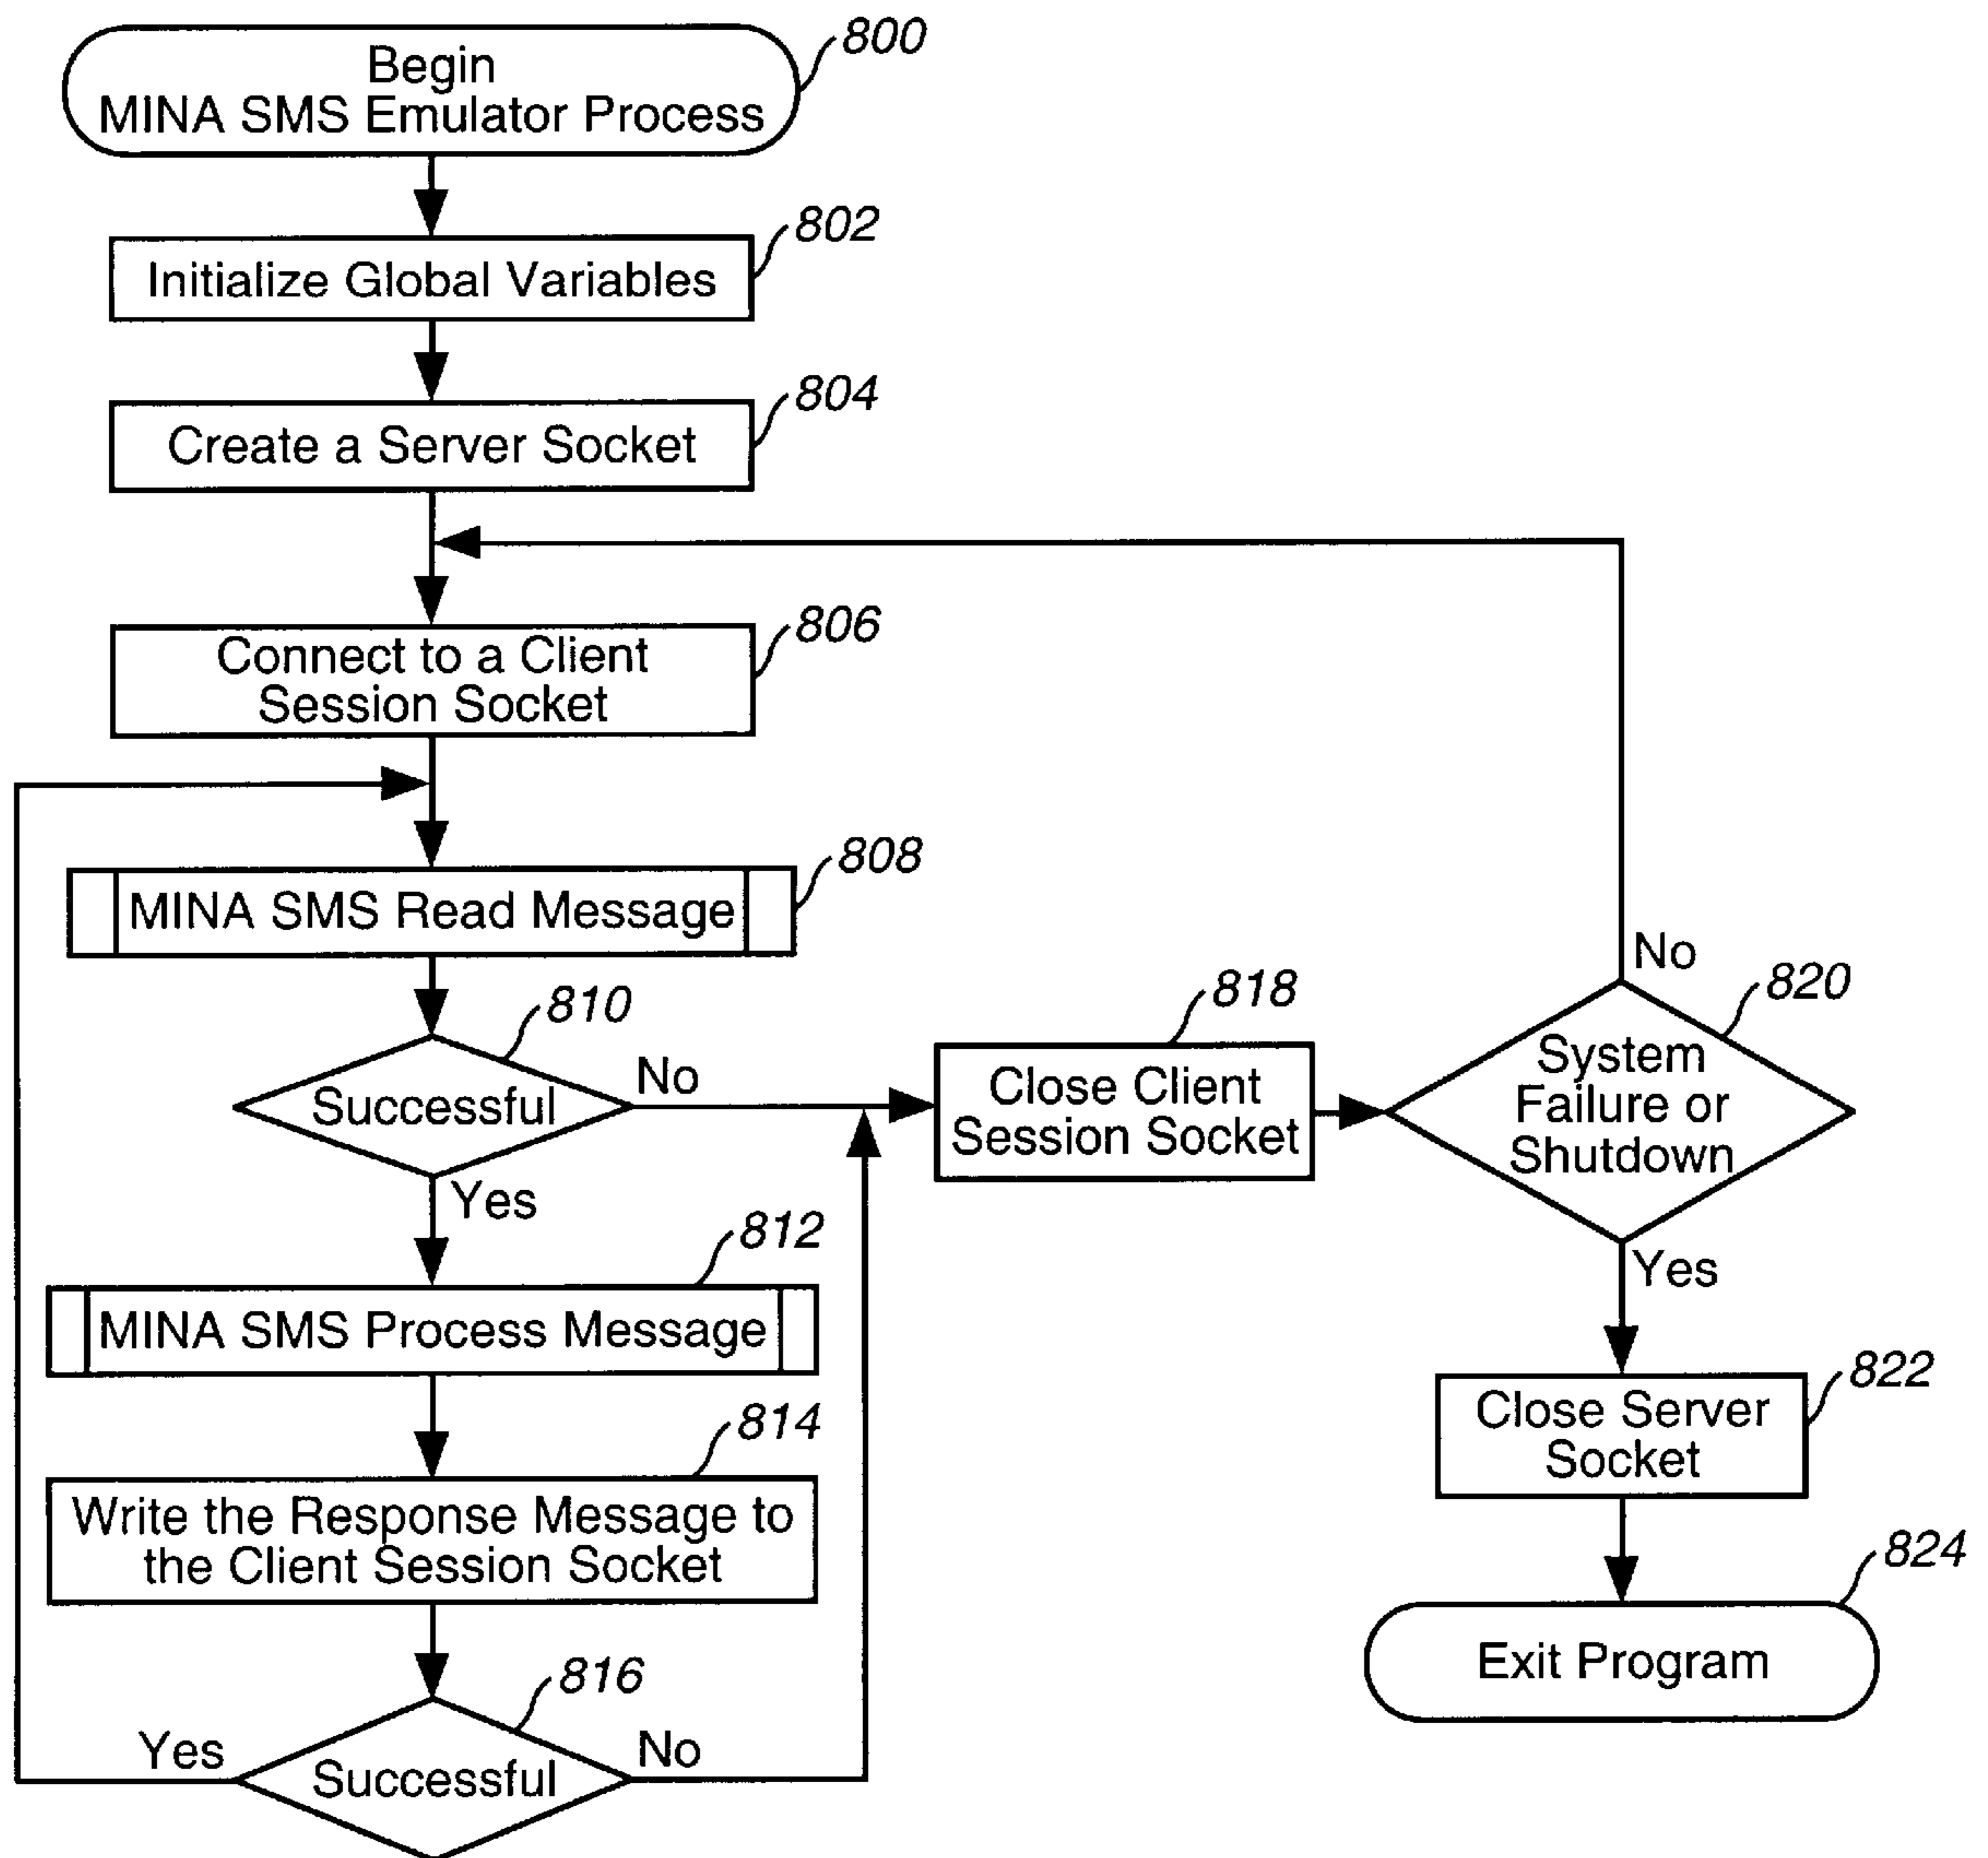 800
Begin
MINA SMS Emulator Process
802
Initialize Global Variables
804
Create a Server Socket
806
Connect to a Client
Session Socket
808
MINA SMS Read Message
810
Successful
No
Yes
812
MINA SMS Process Message
814
Write the Response Message to
the Client Session Socket
816
Successful
Yes
No
818
Close Client
Session Socket
820
System
Failure or
Shutdown
No
Yes
822
Close Server
Socket
824
Exit Program